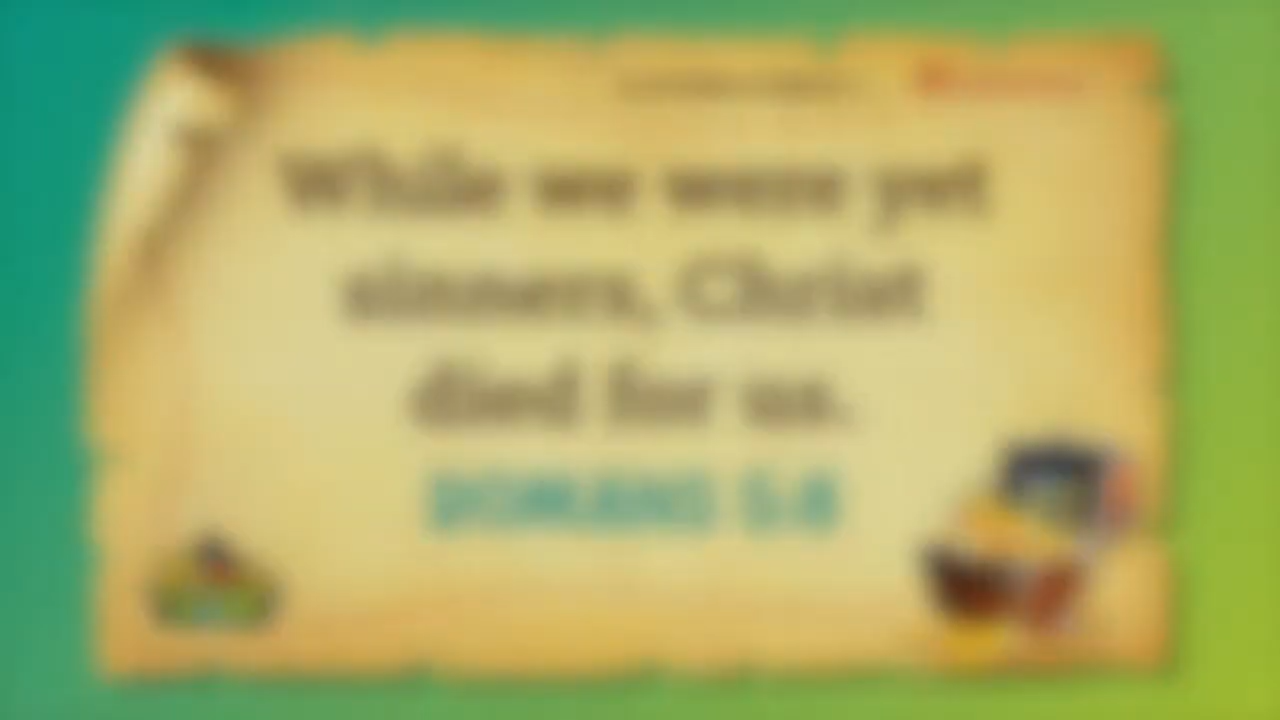 While we were yet
sinners, Christ
died for us.
ROMANS 5:8